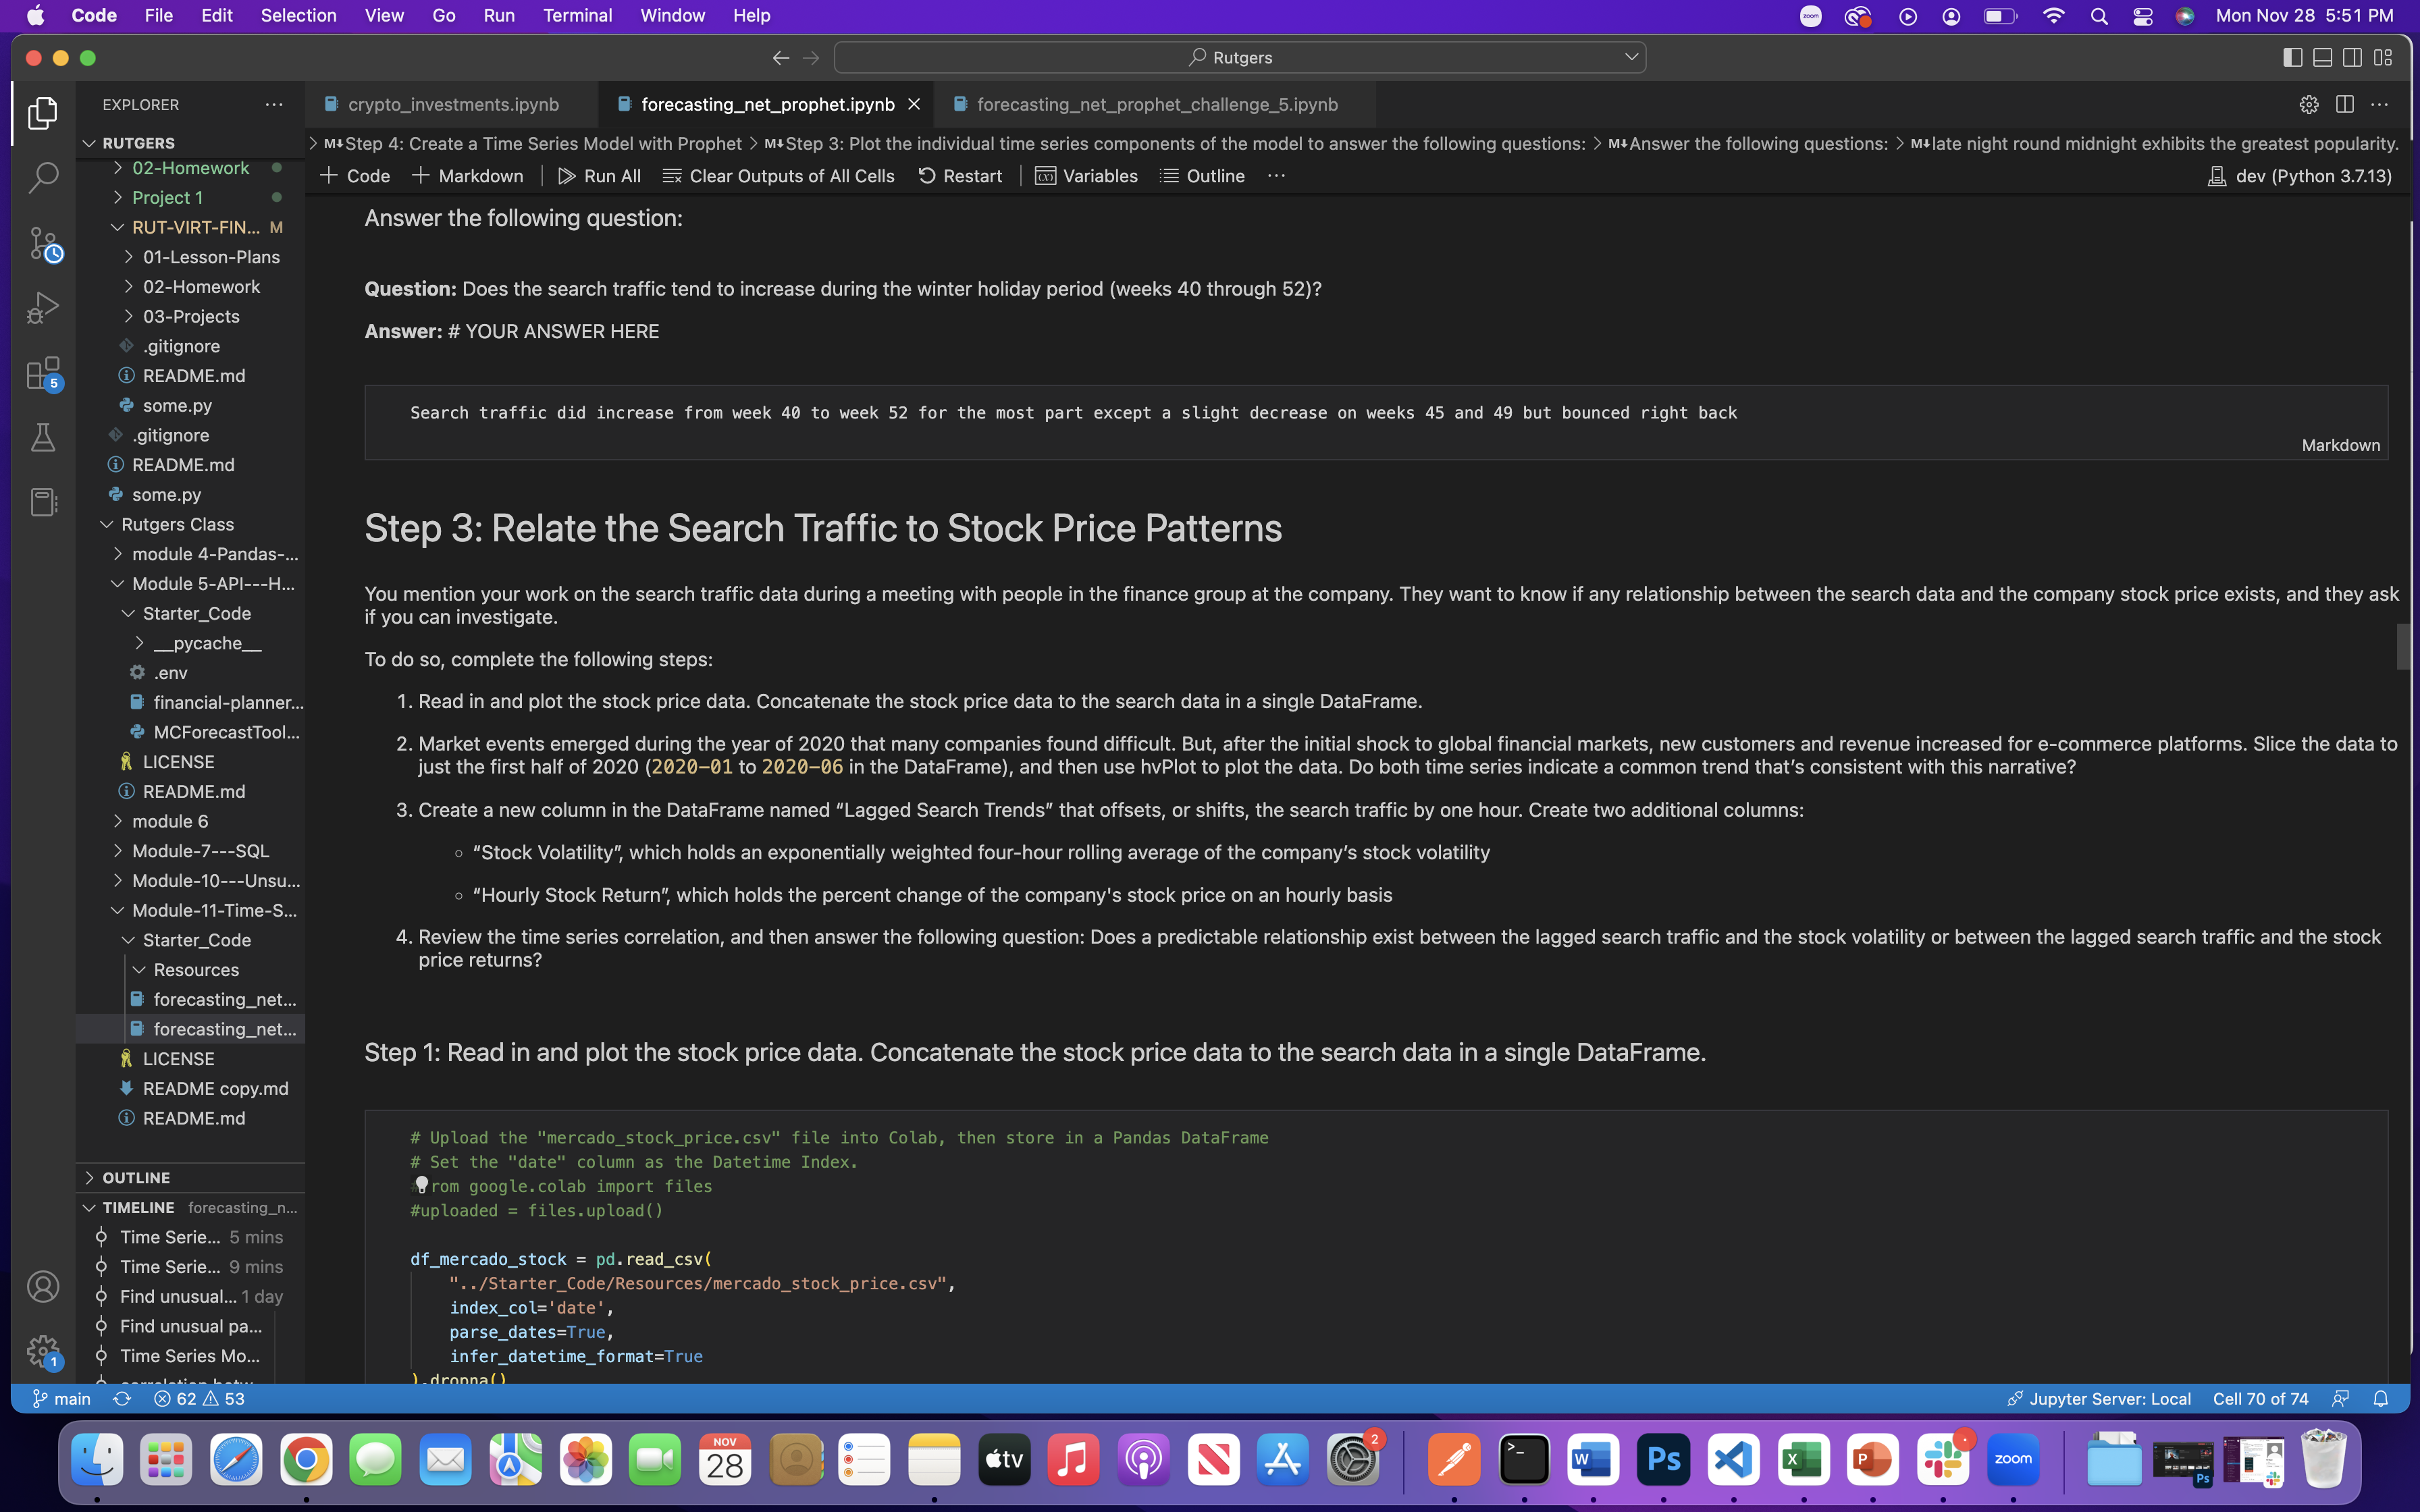 Code File Edit Selection View Go Run Terminal Window Help
zoom
Mon Nov 28 5:51 PM
Rutgers
EXPLORER
crypto_investments.ipynb
forecasting_net_prophet.ipynb
forecasting_net_prophet_challenge_5.ipynb
RUTGERS
M↓Step 4: Create a Time Series Model with Prophet > M↓Step 3: Plot the individual time series components of the model to answer the following questions: > M↓Answer the following questions: > M↓late night round midnight exhibits the greatest popularity.
+ Code + Markdown Run All Clear Outputs of All Cells Restart Variables Outline ...
dev (Python 3.7.13)
02-Homework
Project 1
RUT-VIRT-FIN... M
01-Lesson-Plans
02-Homework
03-Projects
.gitignore
README.md
some.py
.gitignore
README.md
some.py
Rutgers Class
module 4-Pandas-...
Module 5-API---H...
Starter_Code
__pycache__
.env
financial-planner...
MCForecastTool...
LICENSE
README.md
module 6
Module-7---SQL
Module-10---Unsu...
Module-11-Time-S...
Starter_Code
Resources
forecasting_net...
forecasting_net...
LICENSE
README copy.md
README.md
OUTLINE
TIMELINE forecasting_n...
Time Serie... 5 mins
Time Serie... 9 mins
Find unusual... 1 day
Find unusual pa...
Time Series Mo...
5
1
Answer the following question:
Question: Does the search traffic tend to increase during the winter holiday period (weeks 40 through 52)?
Answer: # YOUR ANSWER HERE
Search traffic did increase from week 40 to week 52 for the most part except a slight decrease on weeks 45 and 49 but bounced right back
Markdown
Step 3: Relate the Search Traffic to Stock Price Patterns
You mention your work on the search traffic data during a meeting with people in the finance group at the company. They want to know if any relationship between the search data and the company stock price exists, and they ask
if you can investigate.
To do so, complete the following steps:
1. Read in and plot the stock price data. Concatenate the stock price data to the search data in a single DataFrame.
2. Market events emerged during the year of 2020 that many companies found difficult. But, after the initial shock to global financial markets, new customers and revenue increased for e-commerce platforms. Slice the data to
just the first half of 2020 (2020-01 to 2020-06 in the DataFrame), and then use hvPlot to plot the data. Do both time series indicate a common trend that’s consistent with this narrative?
3. Create a new column in the DataFrame named “Lagged Search Trends” that offsets, or shifts, the search traffic by one hour. Create two additional columns:
“Stock Volatility”, which holds an exponentially weighted four-hour rolling average of the company’s stock volatility
“Hourly Stock Return”, which holds the percent change of the company's stock price on an hourly basis
4. Review the time series correlation, and then answer the following question: Does a predictable relationship exist between the lagged search traffic and the stock volatility or between the lagged search traffic and the stock
price returns?
Step 1: Read in and plot the stock price data. Concatenate the stock price data to the search data in a single DataFrame.
# Upload the "mercado_stock_price.csv" file into Colab, then store in a Pandas DataFrame
# Set the "date" column as the Datetime Index.
rom google.colab import files
#uploaded = files.upload()
df_mercado_stock = pd.read_csv(
"../Starter_Code/Resources/mercado_stock_price.csv",
index_col='date',
parse_dates=True,
infer_datetime_format=True
).dropna()
main 62 53
Jupyter Server: Local Cell 70 of 74
NOV
28
tv
2
>_
W
Ps
X
P
zoom
Ps